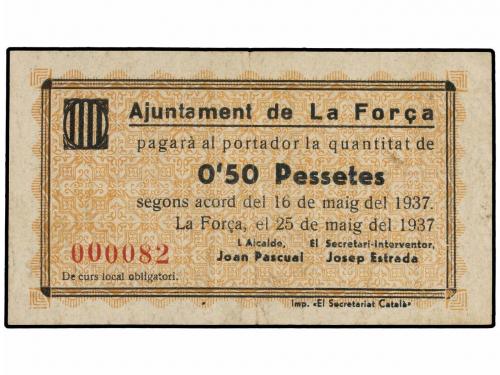 Ajuntament de La Força
pagarà al portador la quantitat de
0'50 Pessetes
segons acord del 16 de maig del 1937.
La Força, el 25 de maig del 1937
L Alcalde, El Secretari-Interventor,
000082 Joan Pascual Josep Estrada
De curs local obligatori.
Imp. «El Secretariat Català»